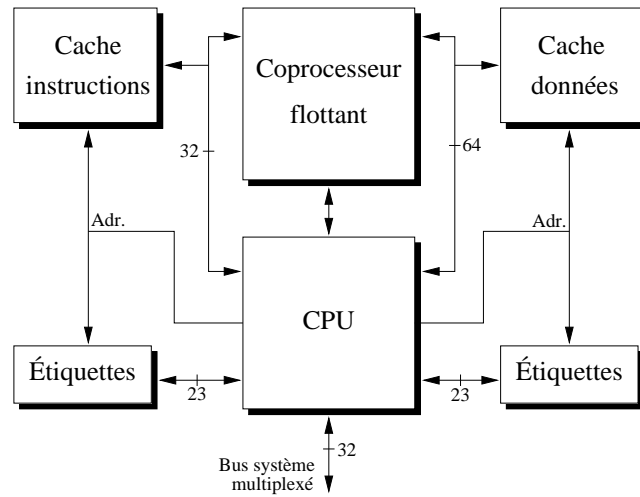 Cache
instructions
Coprocesseur
flottant
Cache
données
32
64
Adr.
Adr.
CPU
Étiquettes
23
23
Étiquettes
32
Bus système
multiplexé